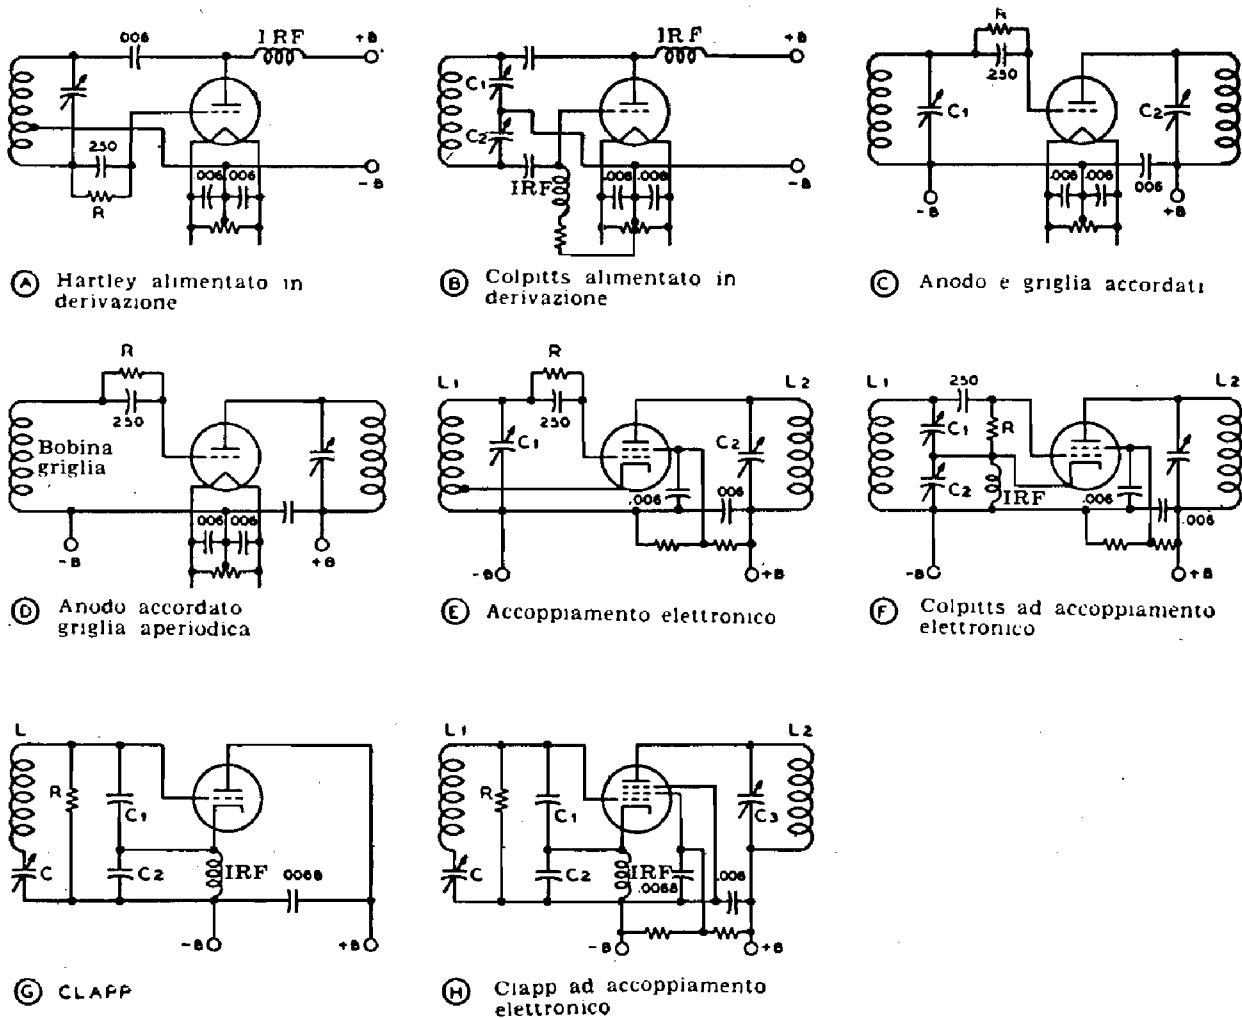 006
IRF
+B
250
R
.006
.006
-B
A Hartley alimentato in
derivazione
IRF
+B
C1
C2
IRF
.006
.006
-B
B Colpitts alimentato in
derivazione
R
250
C1
C2
.006
.006
006
-B
+B
C Anodo e griglia accordati
R
250
Bobina
griglia
.006
.006
-B
+B
D Anodo accordato
griglia aperiodica
L1
R
L2
C1
250
C2
.006
006
-B
+B
E Accoppiamento elettronico
L1
250
L2
C1
R
C2
IRF
.006
.006
-B
+B
F Colpitts ad accoppiamento
elettronico
L
R
C1
C
C2
IRF
0068
-B
+B
G CLAPP
L1
L2
R
C1
C3
C
C2
IRF
.0068
.006
-B
+B
H Clapp ad accoppiamento
elettronico